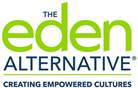 THE
eden
ALTERNATIVE®
CREATING EMPOWERED CULTURES